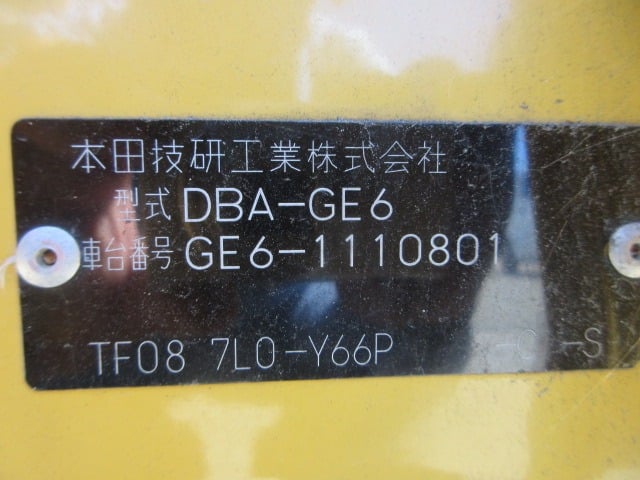 本田技研工業株式会社
型式 DBA-GE6
車台番号 GE6-1110801
TF08 7L0-Y66P -C -S